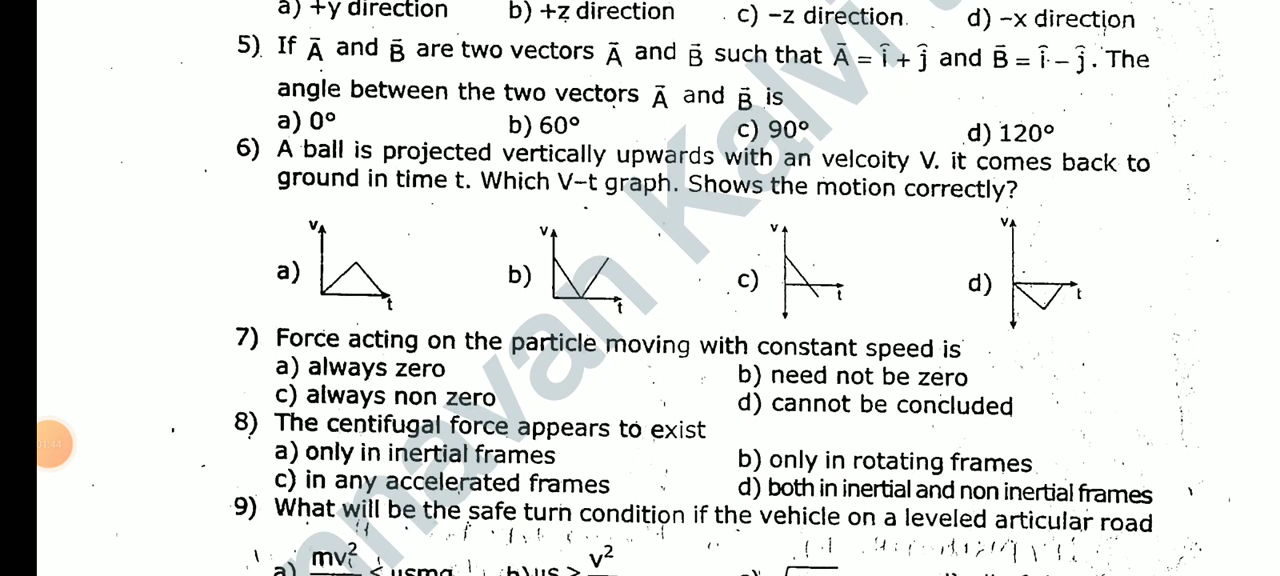 a) +y direction b) +z direction c) −z direction. d) −x direction
5) If A̅ and B̅ are two vectors A̅ and B̅ such that A̅ = î + ĵ and B̅ = î − ĵ. The
angle between the two vectors A̅ and B̅ is
a) 0° b) 60° c) 90° d) 120°
6) A ball is projected vertically upwards with an velcoity V. it comes back to
ground in time t. Which V−t graph. Shows the motion correctly?
a) v t b) v t c) v t d) v t
7) Force acting on the particle moving with constant speed is
a) always zero b) need not be zero
c) always non zero d) cannot be concluded
8) The centifugal force appears to exist
a) only in inertial frames b) only in rotating frames
c) in any accelerated frames d) both in inertial and non inertial frames
9) What will be the safe turn condition if the vehicle on a leveled articular road
a) mv² b) μs > v²
nnavan Kalvi